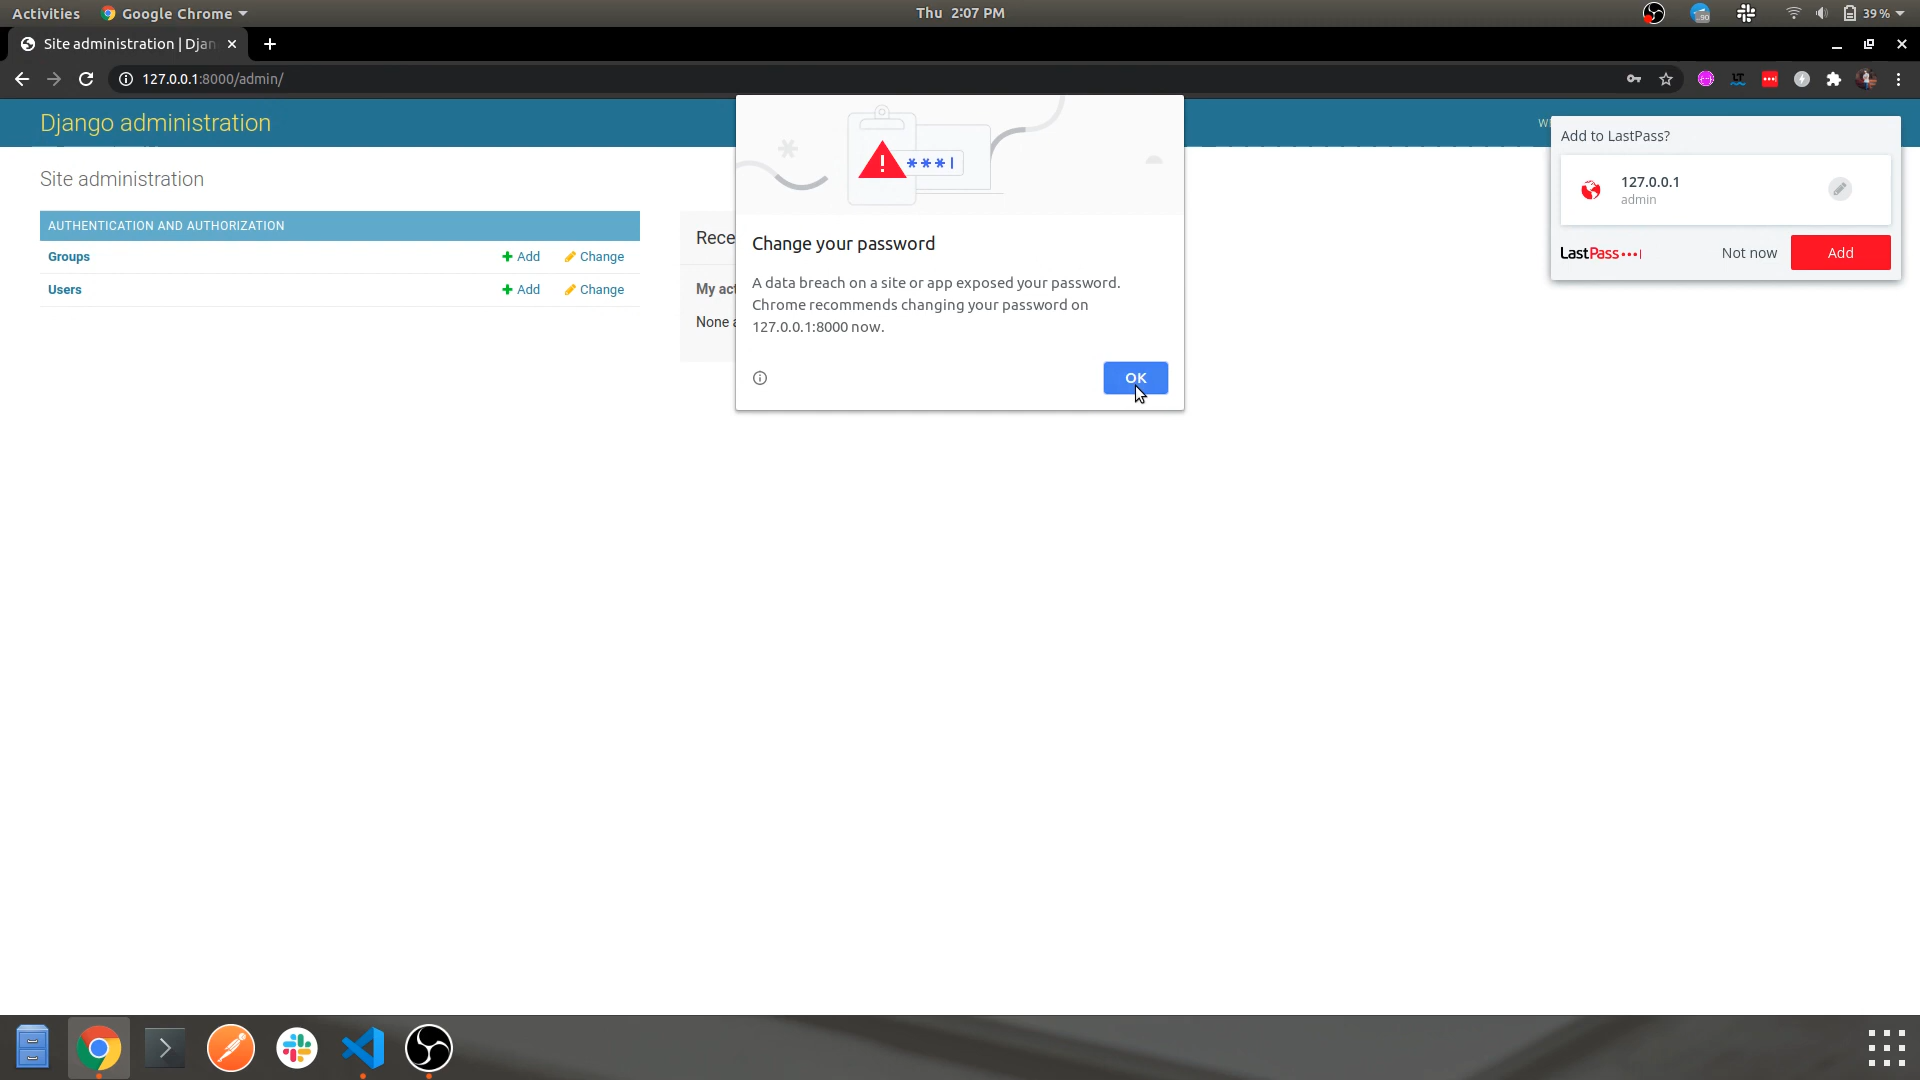 Activities
Google Chrome
Thu 2:07 PM
39 %
Site administration | Djan
127.0.0.1:8000/admin/
Django administration
WE
Site administration
AUTHENTICATION AND AUTHORIZATION
Groups
Add
Change
Users
Add
Change
Rece
My act
None a
***|
Change your password
A data breach on a site or app exposed your password.
Chrome recommends changing your password on
127.0.0.1:8000 now.
OK
Add to LastPass?
127.0.0.1
admin
LastPass•••|
Not now
Add